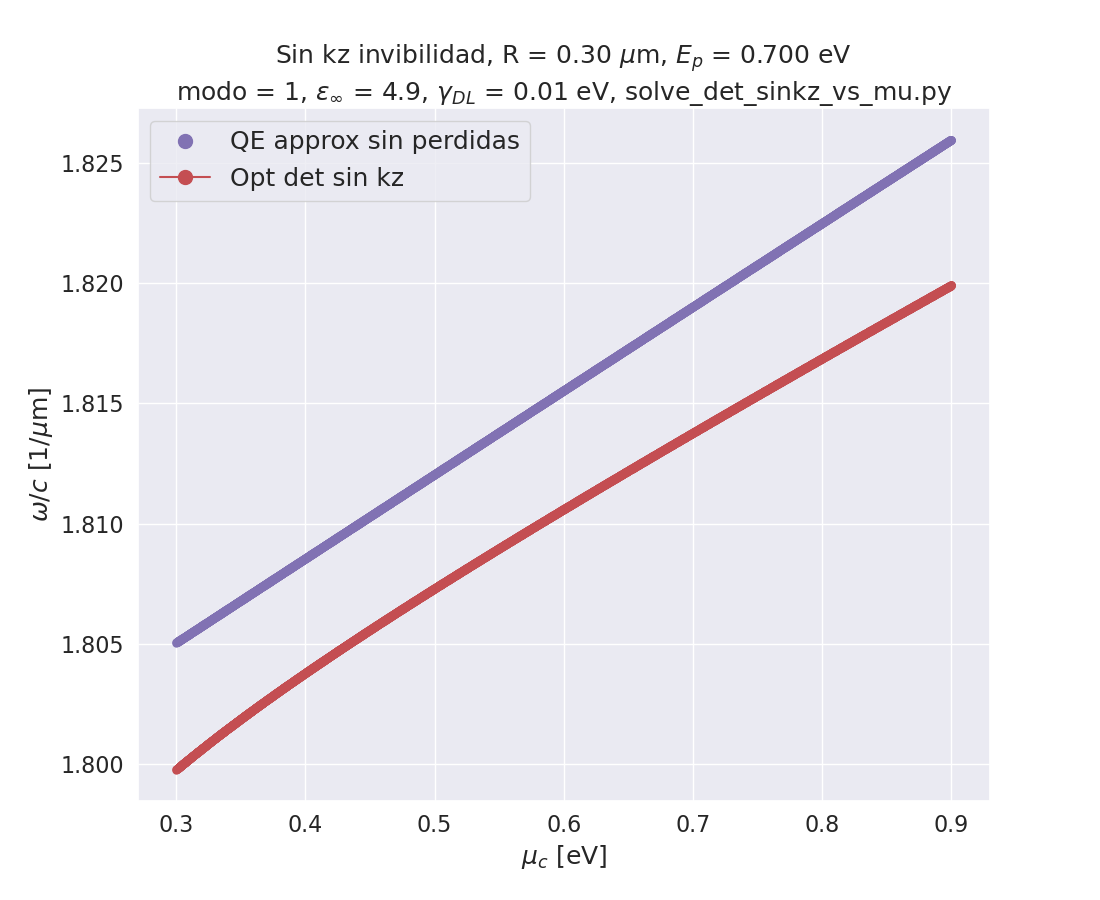 Sin kz invibilidad, R = 0.30 μm, E_p = 0.700 eV
modo = 1, ε_∞ = 4.9, γ_DL = 0.01 eV, solve_det_sinkz_vs_mu.py
QE approx sin perdidas
Opt det sin kz
1.825
1.820
1.815
1.810
1.805
1.800
ω/c [1/μm]
0.3 0.4 0.5 0.6 0.7 0.8 0.9
μ_c [eV]